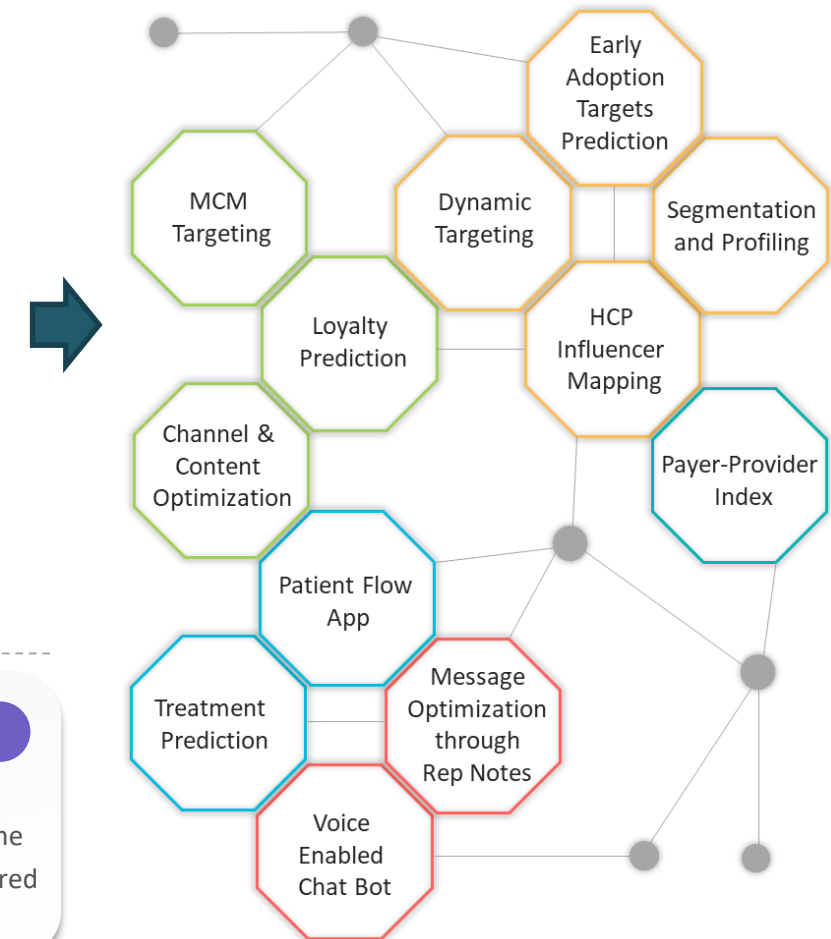 Early
Adoption
Targets
Prediction
MCM
Targeting
Dynamic
Targeting
Segmentation
and Profiling
Loyalty
Prediction
HCP
Influencer
Mapping
Channel &
Content
Optimization
Payer-Provider
Index
Patient Flow
App
Treatment
Prediction
Message
Optimization
through
Rep Notes
Voice
Enabled
Chat Bot